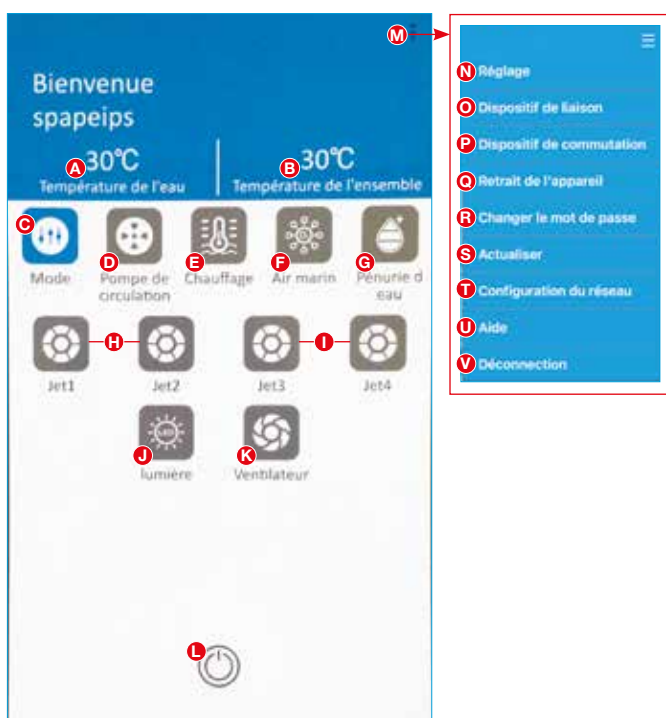 M
Bienvenue
spapeips
A 30°C
Température de l'eau
B 30°C
Température de l'ensemble
C
Mode
D
Pompe de
circulation
E
Chauffage
F
Air marin
G
Pénurie d
eau
H
I
Jet1
Jet2
Jet3
Jet4
J
LED
lumière
K
Ventilateur
L
N Réglage
O Dispositif de liaison
P Dispositif de commutation
Q Retrait de l'appareil
R Changer le mot de passe
S Actualiser
T Configuration du réseau
U Aide
V Déconnection